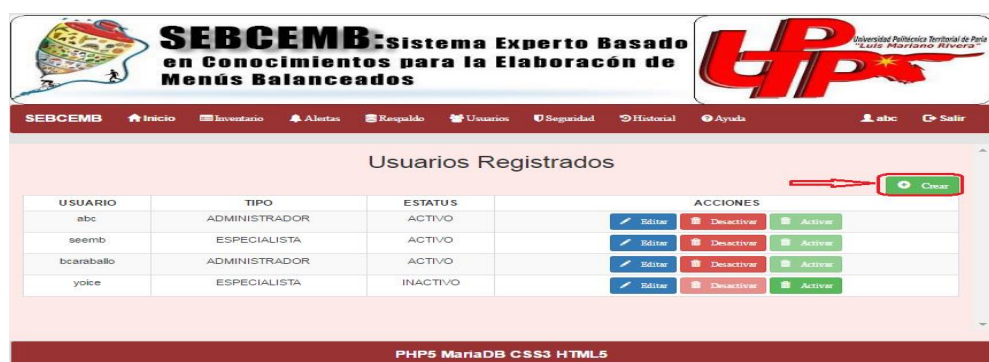 SEBCEMB:Sistema Experto Basado
en Conocimientos para la Elaboracón de
Menús Balanceados
UPTP
Universidad Politécnica Territorial de Paria
"Luis Mariano Rivera"
SEBCEMB Inicio Inventario Alertas Respaldo Usuarios Seguridad Historial Ayuda abc Salir
Usuarios Registrados
Crear
USUARIO TIPO ESTATUS ACCIONES
abc ADMINISTRADOR ACTIVO Editar Desactivar Activar
seemb ESPECIALISTA ACTIVO Editar Desactivar Activar
bcaraballo ADMINISTRADOR ACTIVO Editar Desactivar Activar
yoice ESPECIALISTA INACTIVO Editar Desactivar Activar
PHP5 MariaDB CSS3 HTML5